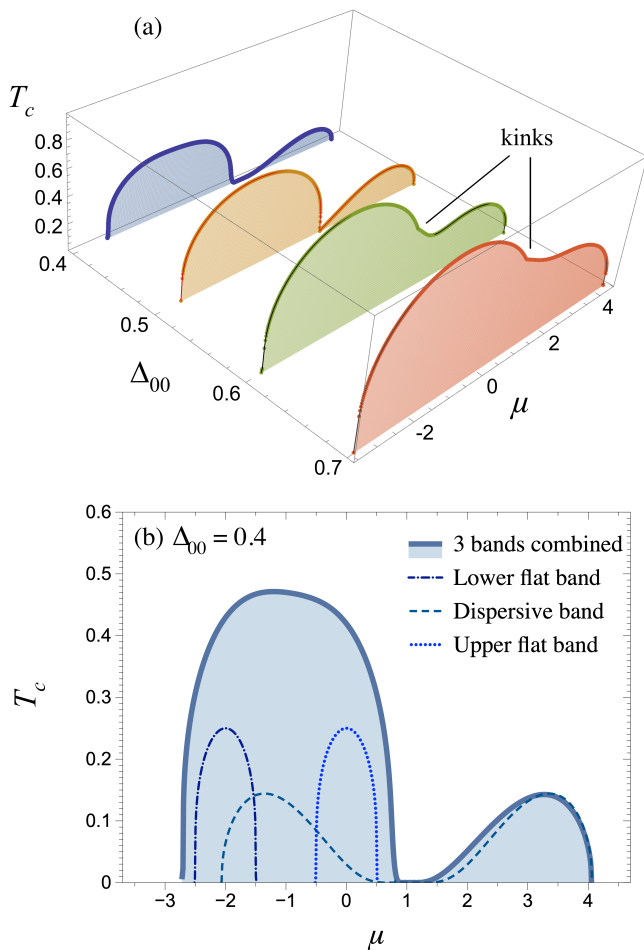 (a)
kinks
T_c
0.8
0.6
0.4
0.2
0.4
0.5
0.6
0.7
Δ₀₀
-2
0
2
4
μ
(b) Δ₀₀ = 0.4
3 bands combined
Lower flat band
Dispersive band
Upper flat band
0.6
0.5
0.4
0.3
0.2
0.1
0
T_c
−3 −2 −1 0 1 2 3 4
μ